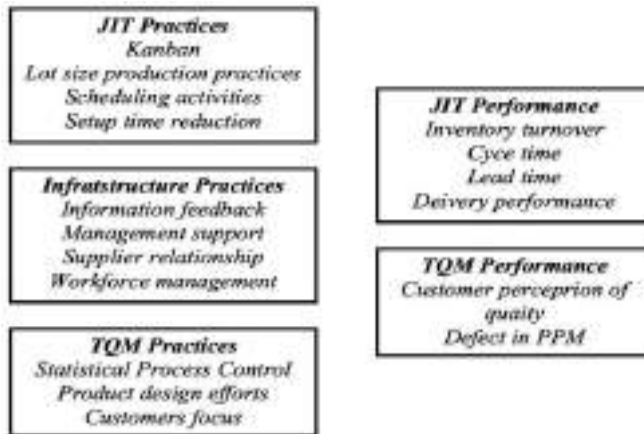 JIT Practices
Kanban
Lot size production practices
Scheduling activities
Setup time reduction
Infratstructure Practices
Information feedback
Management support
Supplier relationship
Workforce management
TQM Practices
Statistical Process Control
Product design efforts
Customers focus
JIT Performance
Inventory turnover
Cyce time
Lead time
Deivery performance
TQM Performance
Customer perceprion of
quaity
Defect in PPM